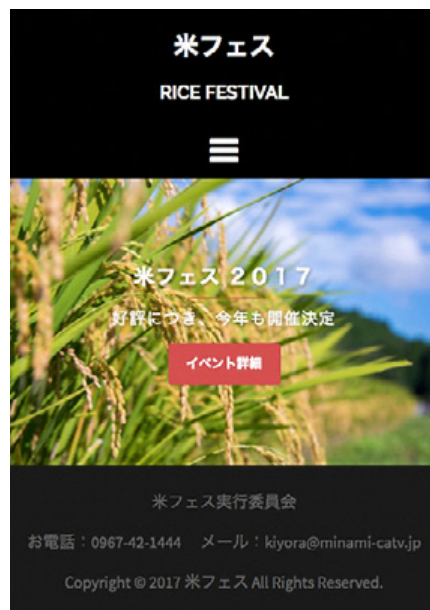 米フェス
RICE FESTIVAL
米フェス 2017
好評につき、今年も開催決定
イベント詳細
米フェス実行委員会
お電話：0967-42-1444　メール：kiyora@minami-catv.jp
Copyright © 2017 米フェス All Rights Reserved.